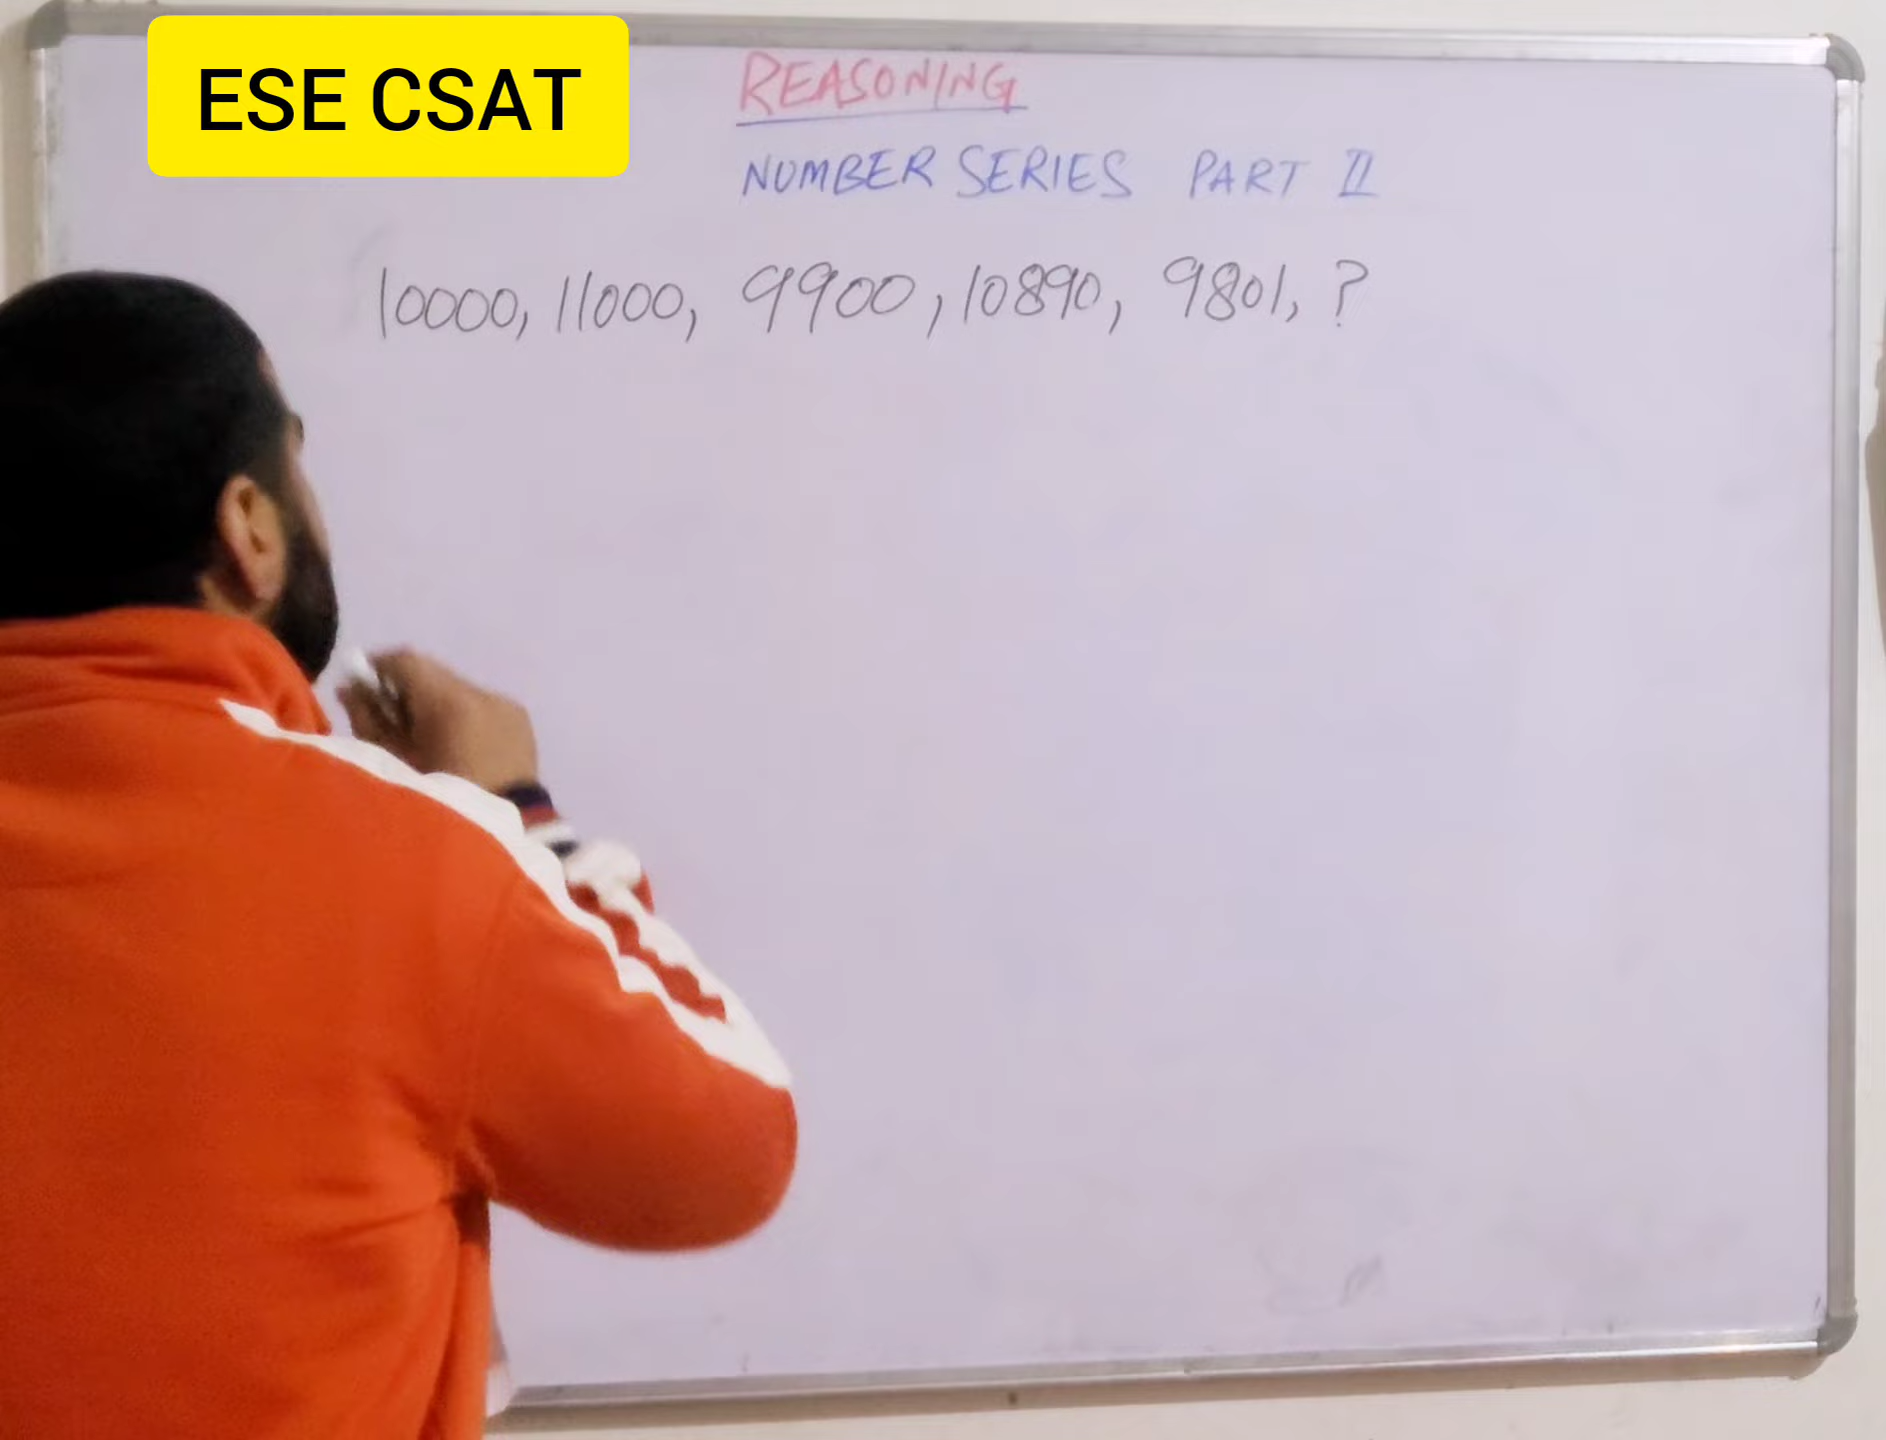 ESE CSAT
REASONING
NUMBER SERIES PART II
10000, 11000, 9900, 10890, 9801, ?